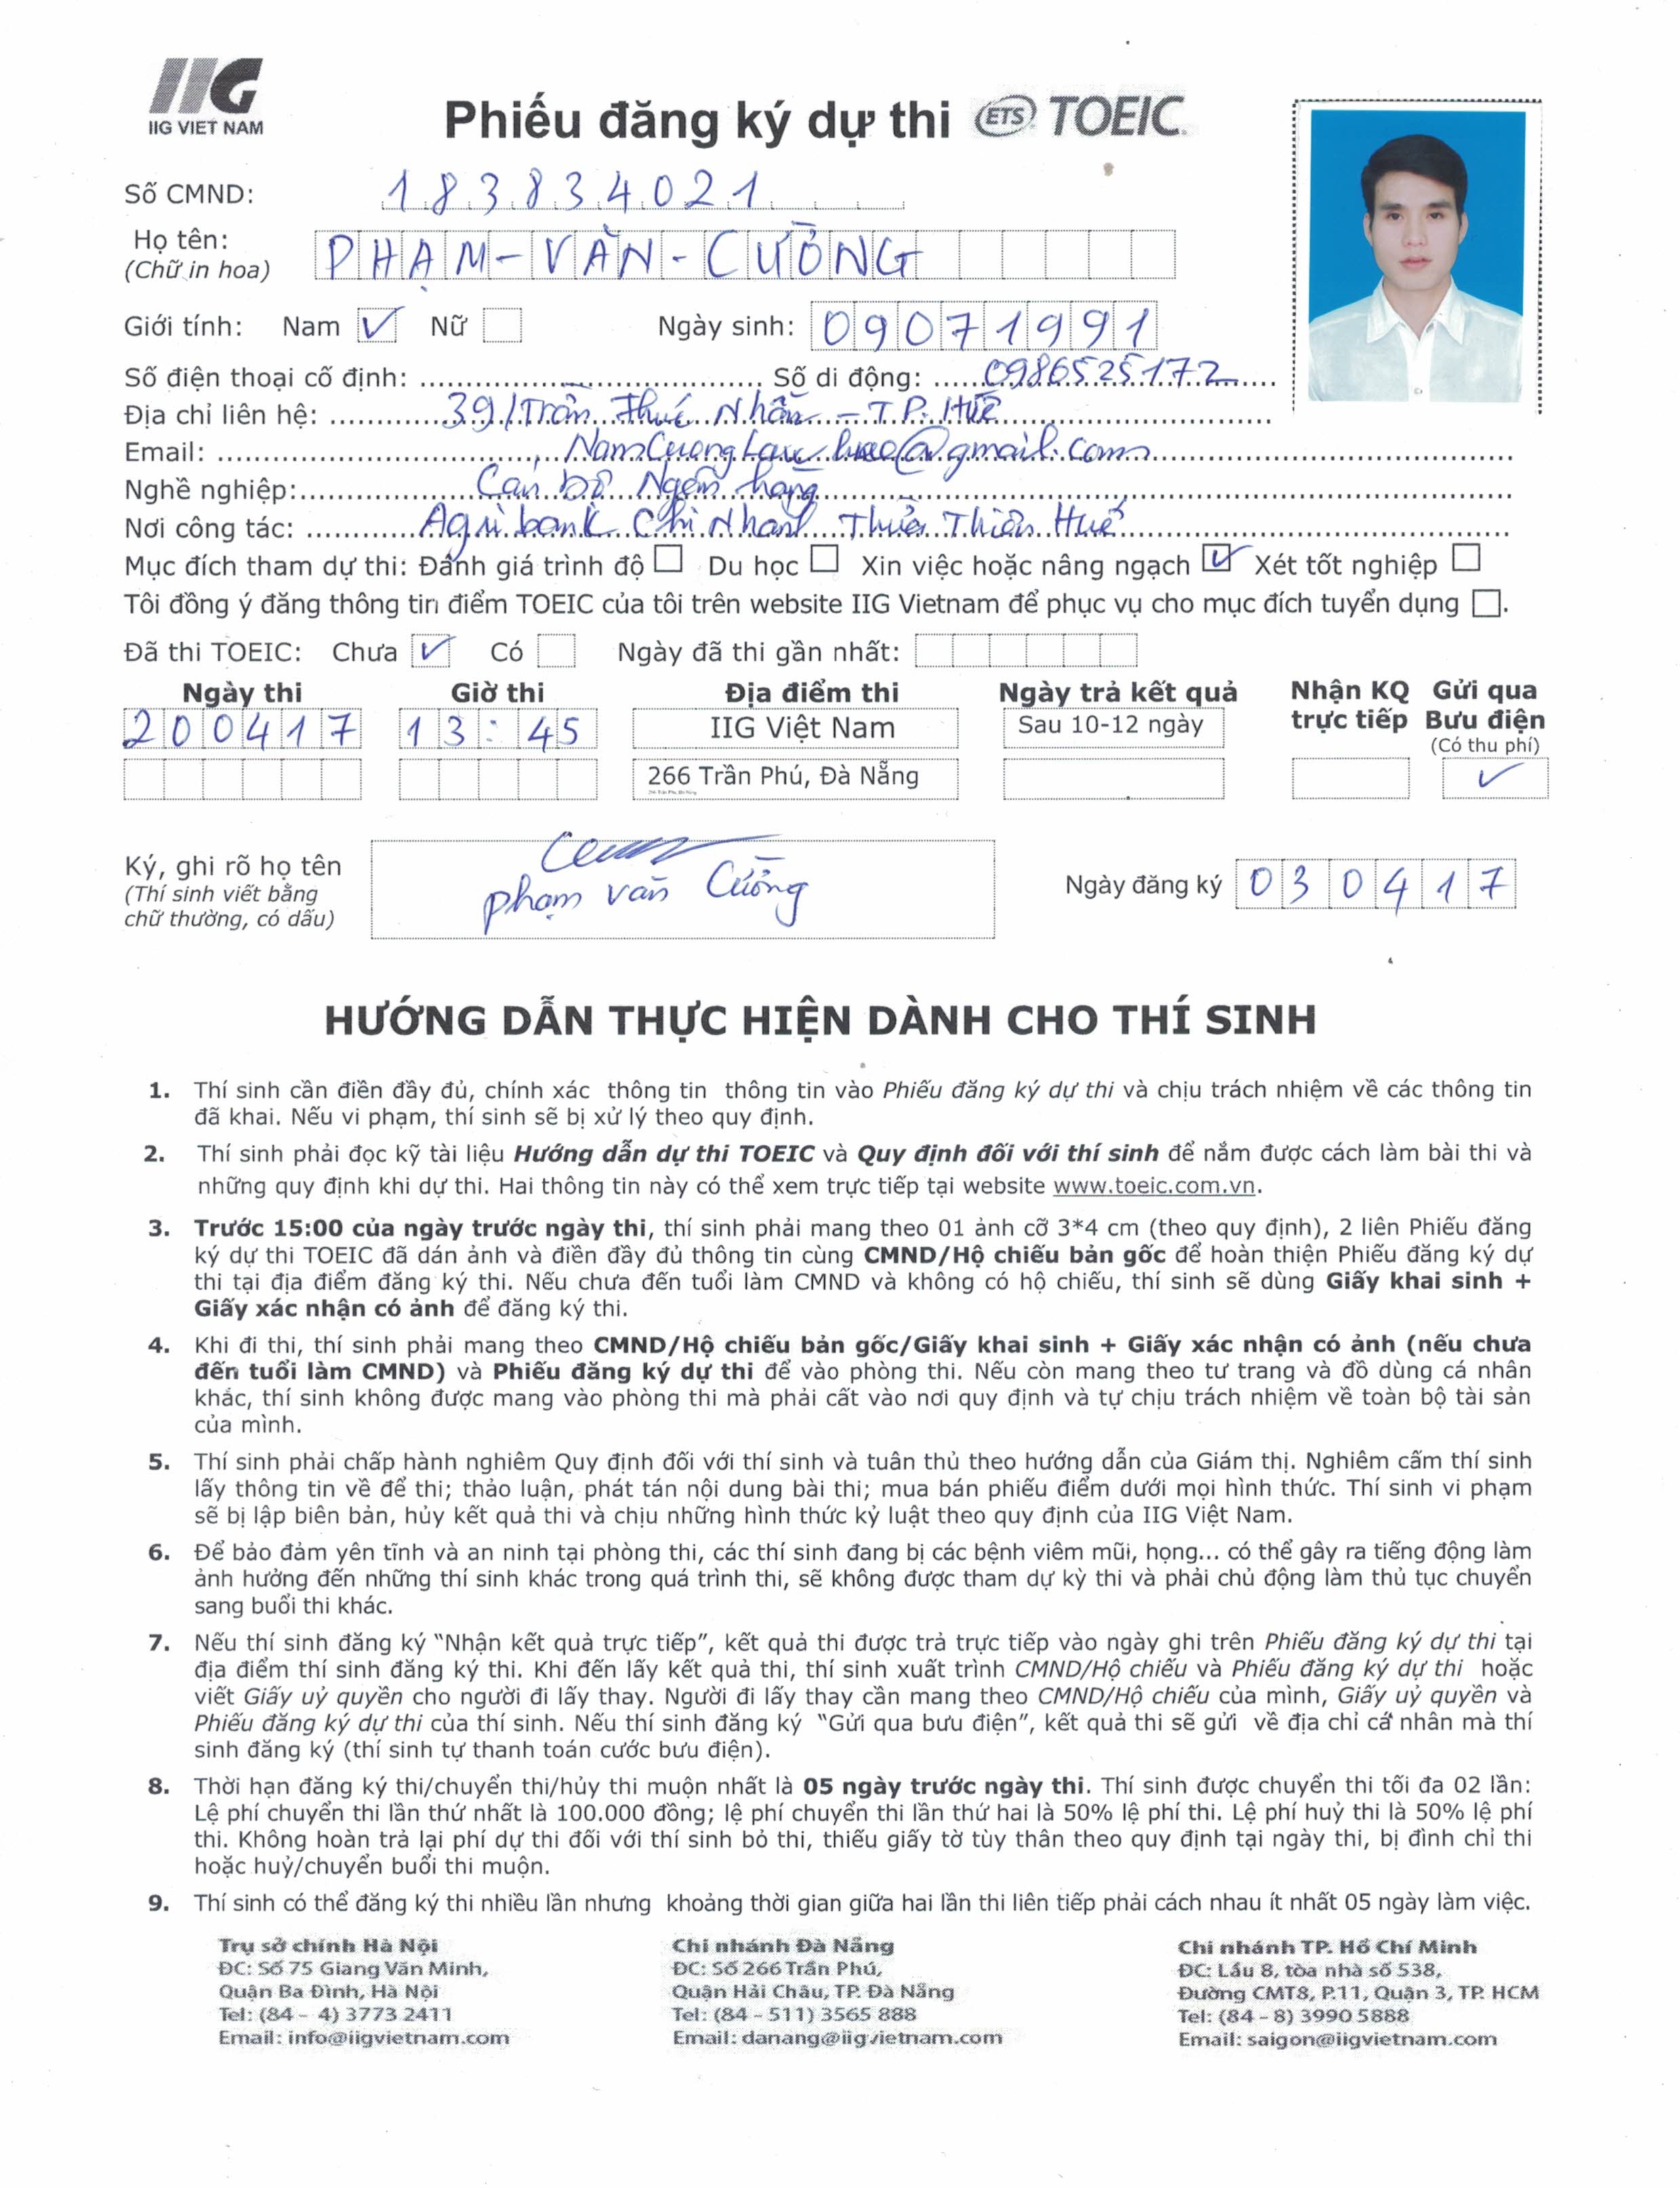 IIG
IIG VIET NAM
Phiếu đăng ký dự thi ETS TOEIC
Số CMND: 183834021
Họ tên: PHẠM-VĂN-CƯỜNG
(Chữ in hoa)
Giới tính: Nam ✓ Nữ Ngày sinh: 09071991
Số điện thoại cố định: Số di động: 0986525172
Địa chỉ liên hệ: 39/Trần Thúc Nhẫn - TP. Huế
Email: @gmail.com
Nghề nghiệp: Cán bộ Ngân hàng
Nơi công tác: Agribank Chi Nhánh Thừa Thiên Huế
Mục đích tham dự thi: Đánh giá trình độ Du học Xin việc hoặc nâng ngạch ✓ Xét tốt nghiệp
Tôi đồng ý đăng thông tin điểm TOEIC của tôi trên website IIG Vietnam để phục vụ cho mục đích tuyển dụng .
Đã thi TOEIC: Chưa ✓ Có Ngày đã thi gần nhất:
Ngày thi Giờ thi Địa điểm thi Ngày trả kết quả Nhận KQ trực tiếp Gửi qua Bưu điện
(Có thu phí)
200417 13:45 IIG Việt Nam Sau 10-12 ngày
266 Trần Phú, Đà Nẵng ✓
266 Trần Phú, Đà Nẵng
Ký, ghi rõ họ tên
(Thí sinh viết bằng
chữ thường, có dấu)
Phạm Văn Cường
Ngày đăng ký 030417
HƯỚNG DẪN THỰC HIỆN DÀNH CHO THÍ SINH
1. Thí sinh cần điền đầy đủ, chính xác thông tin thông tin vào Phiếu đăng ký dự thi và chịu trách nhiệm về các thông tin
đã khai. Nếu vi phạm, thí sinh sẽ bị xử lý theo quy định.
2. Thí sinh phải đọc kỹ tài liệu Hướng dẫn dự thi TOEIC và Quy định đối với thí sinh để nắm được cách làm bài thi và
những quy định khi dự thi. Hai thông tin này có thể xem trực tiếp tại website www.toeic.com.vn.
3. Trước 15:00 của ngày trước ngày thi, thí sinh phải mang theo 01 ảnh cỡ 3*4 cm (theo quy định), 2 liên Phiếu đăng
ký dự thi TOEIC đã dán ảnh và điền đầy đủ thông tin cùng CMND/Hộ chiếu bản gốc để hoàn thiện Phiếu đăng ký dự
thi tại địa điểm đăng ký thi. Nếu chưa đến tuổi làm CMND và không có hộ chiếu, thí sinh sẽ dùng Giấy khai sinh +
Giấy xác nhận có ảnh để đăng ký thi.
4. Khi đi thi, thí sinh phải mang theo CMND/Hộ chiếu bản gốc/Giấy khai sinh + Giấy xác nhận có ảnh (nếu chưa
đến tuổi làm CMND) và Phiếu đăng ký dự thi để vào phòng thi. Nếu còn mang theo tư trang và đồ dùng cá nhân
khác, thí sinh không được mang vào phòng thi mà phải cất vào nơi quy định và tự chịu trách nhiệm về toàn bộ tài sản
của mình.
5. Thí sinh phải chấp hành nghiêm Quy định đối với thí sinh và tuân thủ theo hướng dẫn của Giám thị. Nghiêm cấm thí sinh
lấy thông tin về để thi; thảo luận, phát tán nội dung bài thi; mua bán phiếu điểm dưới mọi hình thức. Thí sinh vi phạm
sẽ bị lập biên bản, hủy kết quả thi và chịu những hình thức kỷ luật theo quy định của IIG Việt Nam.
6. Để bảo đảm yên tĩnh và an ninh tại phòng thi, các thí sinh đang bị các bệnh viêm mũi, họng... có thể gây ra tiếng động làm
ảnh hưởng đến những thí sinh khác trong quá trình thi, sẽ không được tham dự kỳ thi và phải chủ động làm thủ tục chuyển
sang buổi thi khác.
7. Nếu thí sinh đăng ký “Nhận kết quả trực tiếp”, kết quả thi được trả trực tiếp vào ngày ghi trên Phiếu đăng ký dự thi tại
địa điểm thí sinh đăng ký thi. Khi đến lấy kết quả thi, thí sinh xuất trình CMND/Hộ chiếu và Phiếu đăng ký dự thi hoặc
viết Giấy uỷ quyền cho người đi lấy thay. Người đi lấy thay cần mang theo CMND/Hộ chiếu của mình, Giấy uỷ quyền và
Phiếu đăng ký dự thi của thí sinh. Nếu thí sinh đăng ký “Gửi qua bưu điện”, kết quả thi sẽ gửi về địa chỉ cá nhân mà thí
sinh đăng ký (thí sinh tự thanh toán cước bưu điện).
8. Thời hạn đăng ký thi/chuyển thi/hủy thi muộn nhất là 05 ngày trước ngày thi. Thí sinh được chuyển thi tối đa 02 lần:
Lệ phí chuyển thi lần thứ nhất là 100.000 đồng; lệ phí chuyển thi lần thứ hai là 50% lệ phí thi. Lệ phí huỷ thi là 50% lệ phí
thi. Không hoàn trả lại phí dự thi đối với thí sinh bỏ thi, thiếu giấy tờ tùy thân theo quy định tại ngày thi, bị đình chỉ thi
hoặc huỷ/chuyển buổi thi muộn.
9. Thí sinh có thể đăng ký thi nhiều lần nhưng khoảng thời gian giữa hai lần thi liên tiếp phải cách nhau ít nhất 05 ngày làm việc.
Trụ sở chính Hà Nội
ĐC: Số 75 Giang Văn Minh,
Quận Ba Đình, Hà Nội
Tel: (84 - 4) 3773 2411
Email: info@iigvietnam.com
Chi nhánh Đà Nẵng
ĐC: Số 266 Trần Phú,
Quận Hải Châu, TP. Đà Nẵng
Tel: (84 - 511) 3565 888
Email: danang@iigvietnam.com
Chi nhánh TP. Hồ Chí Minh
ĐC: Lầu 8, tòa nhà số 538,
Đường CMT8, P.11, Quận 3, TP. HCM
Tel: (84 - 8) 3990 5888
Email: saigon@iigvietnam.com